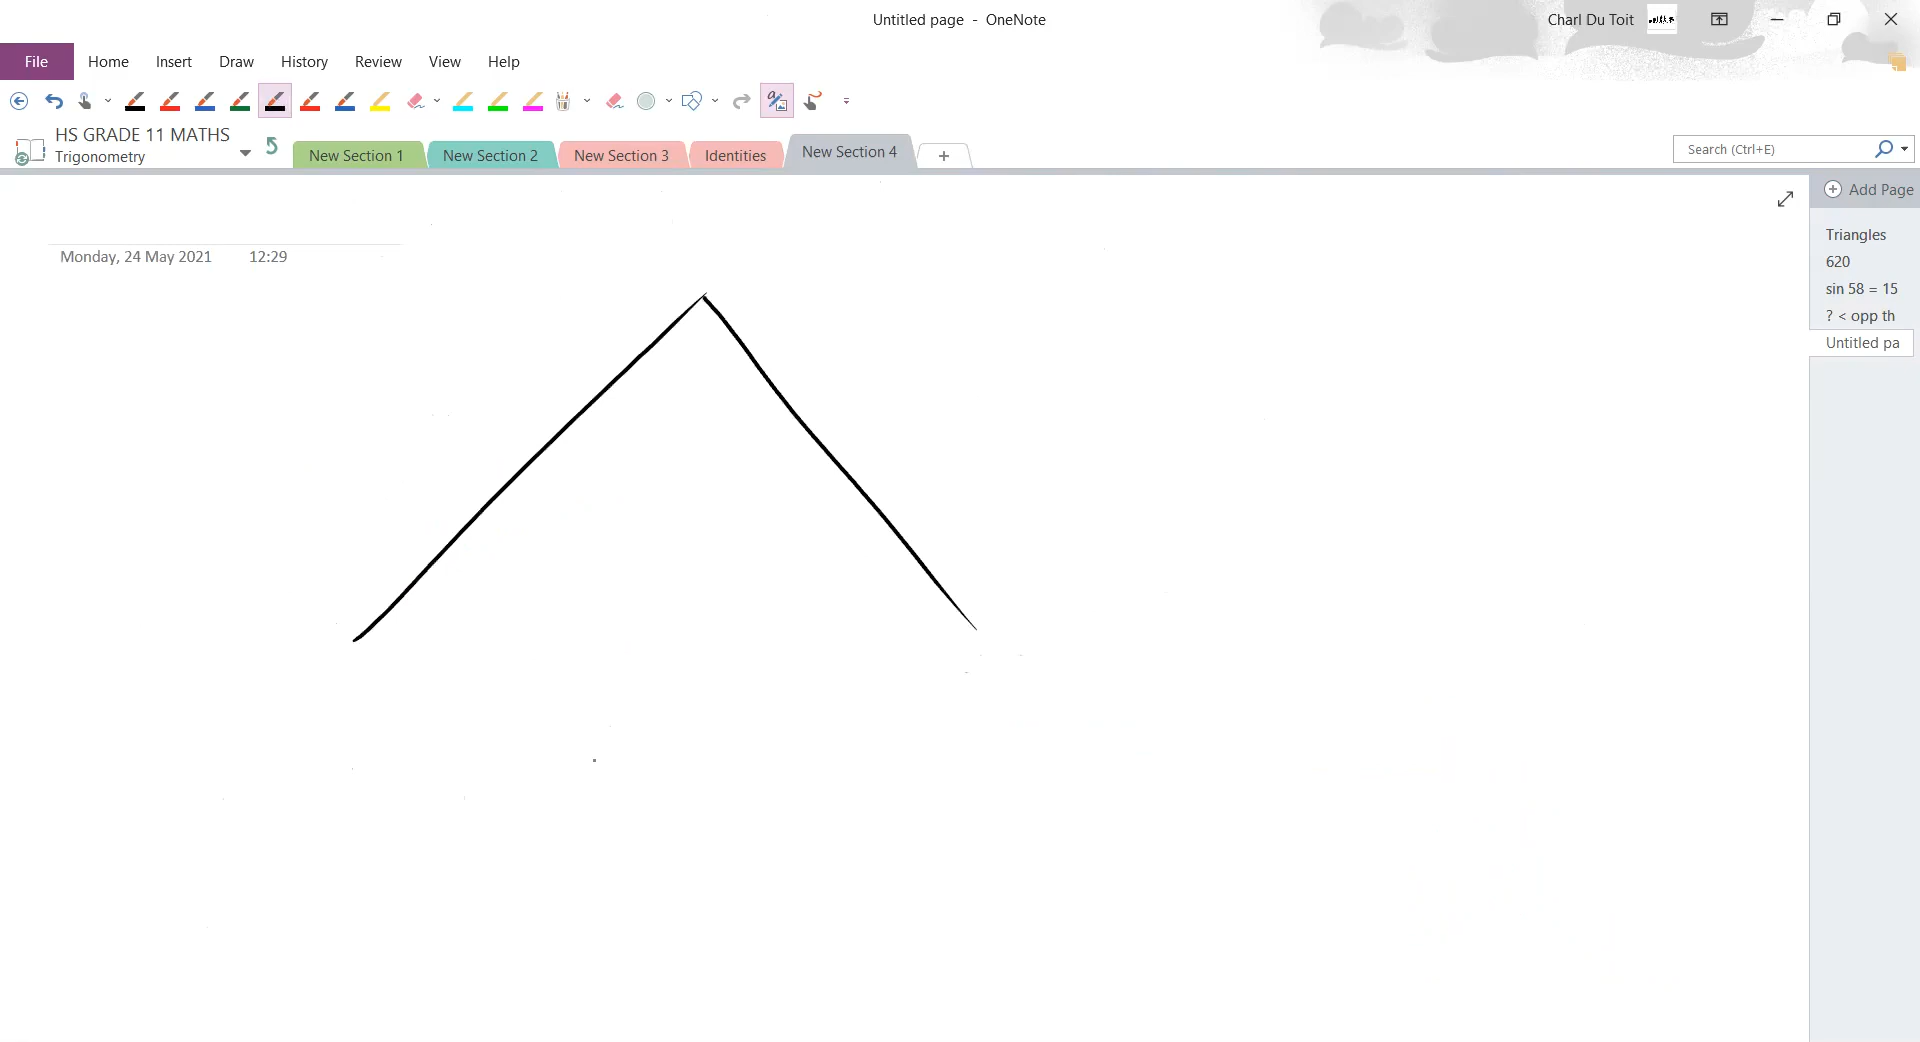 Untitled page - OneNote
Charl Du Toit
File Home Insert Draw History Review View Help
HS GRADE 11 MATHS
Trigonometry
New Section 1 New Section 2 New Section 3 Identities New Section 4 +
Search (Ctrl+E)
Add Page
Monday, 24 May 2021 12:29
Triangles
620
sin 58 = 15
? < opp th
Untitled pa